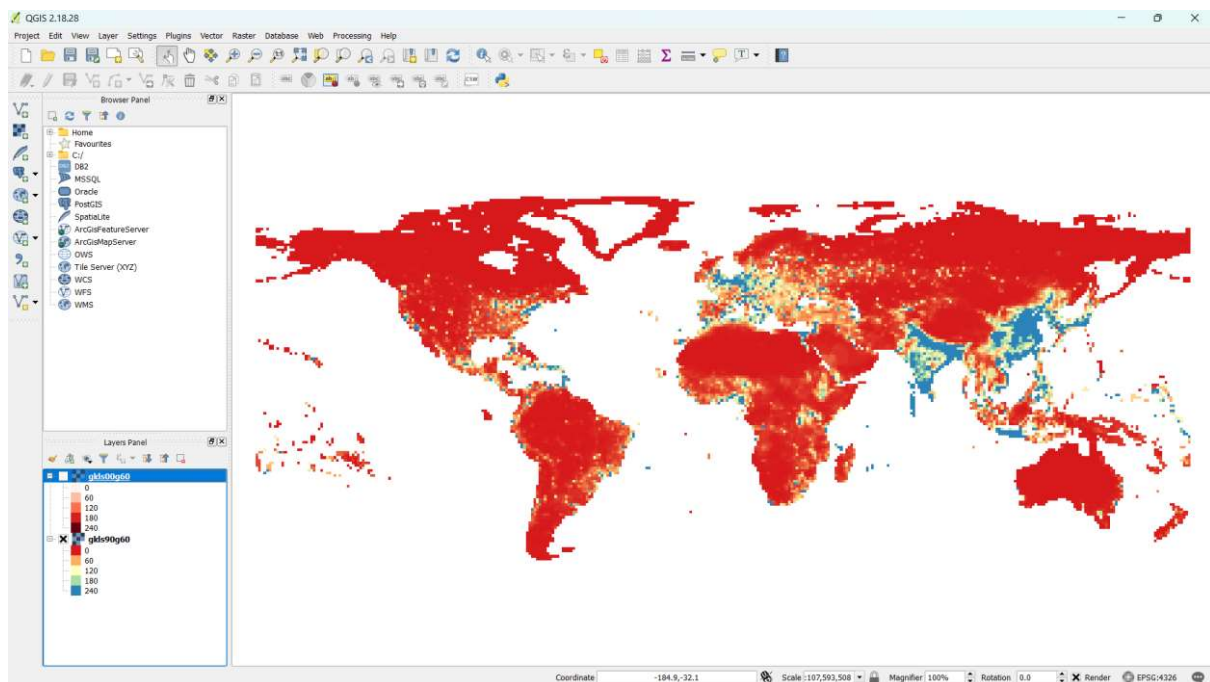 QGIS 2.18.28
Project Edit View Layer Settings Plugins Vector Raster Database Web Processing Help
CSW
Browser Panel
Home
Favourites
C:/
DB2
MSSQL
Oracle
PostGIS
SpatiaLite
ArcGisFeatureServer
ArcGisMapServer
OWS
Tile Server (XYZ)
WCS
WFS
WMS
Layers Panel
glds00g60
0
60
120
180
240
glds90g60
0
60
120
180
240
Coordinate -184.9,-32.1 Scale :107,593,508 Magnifier 100% Rotation 0.0 Render EPSG:4326